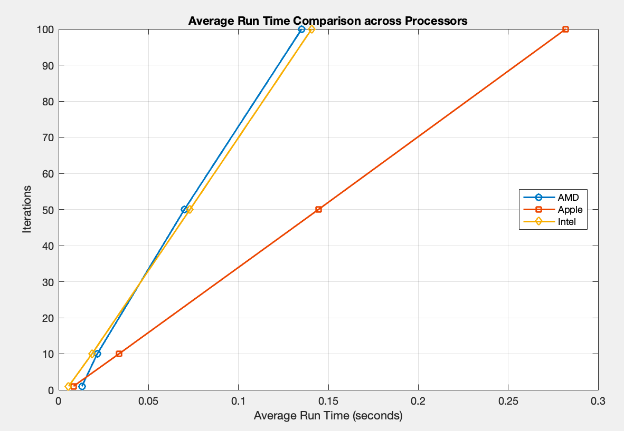 Average Run Time Comparison across Processors
100
90
80
70
60
50
40
30
20
10
0
Iterations
AMD
Apple
Intel
0 0.05 0.1 0.15 0.2 0.25 0.3
Average Run Time (seconds)